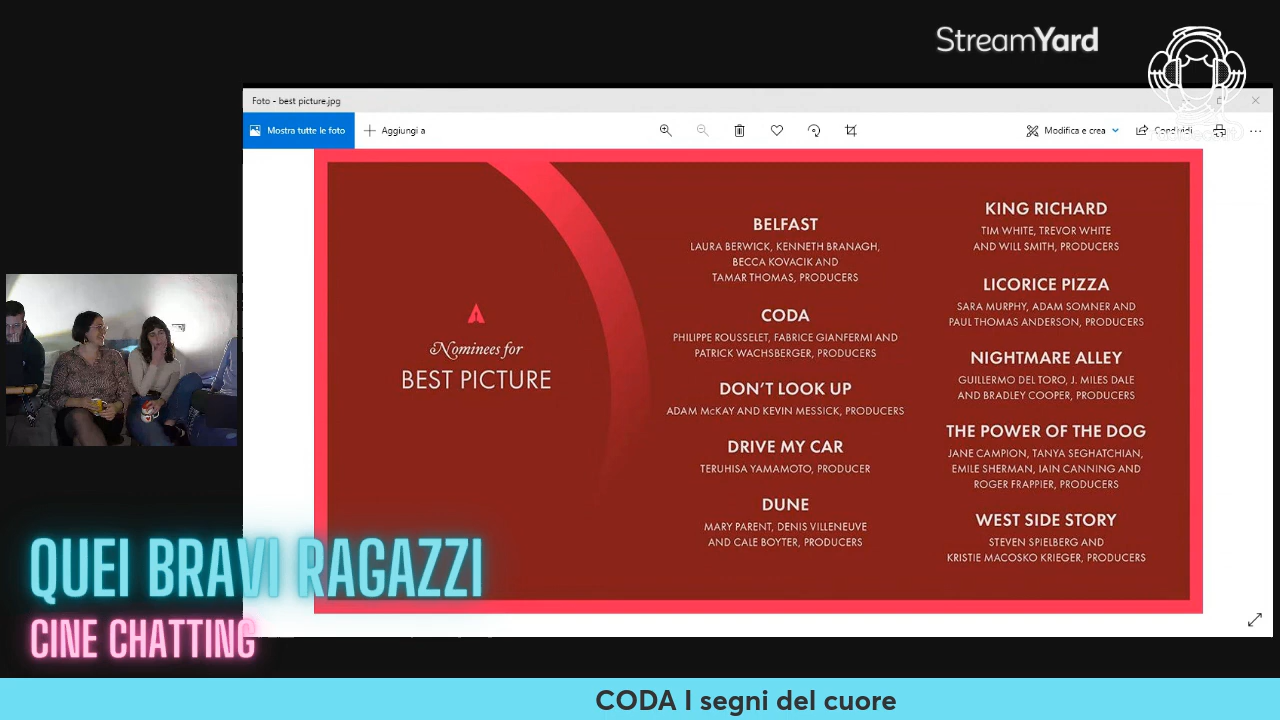 StreamYard
Foto - best picture.jpg
Mostra tutte le foto
Aggiungi a
Modifica e crea
Condividi
Nominees for
BEST PICTURE
BELFAST
LAURA BERWICK, KENNETH BRANAGH,
BECCA KOVACIK AND
TAMAR THOMAS, PRODUCERS
CODA
PHILIPPE ROUSSELET, FABRICE GIANFERMI AND
PATRICK WACHSBERGER, PRODUCERS
DON'T LOOK UP
ADAM McKAY AND KEVIN MESSICK, PRODUCERS
DRIVE MY CAR
TERUHISA YAMAMOTO, PRODUCER
DUNE
MARY PARENT, DENIS VILLENEUVE
AND CALE BOYTER, PRODUCERS
KING RICHARD
TIM WHITE, TREVOR WHITE
AND WILL SMITH, PRODUCERS
LICORICE PIZZA
SARA MURPHY, ADAM SOMNER AND
PAUL THOMAS ANDERSON, PRODUCERS
NIGHTMARE ALLEY
GUILLERMO DEL TORO, J. MILES DALE
AND BRADLEY COOPER, PRODUCERS
THE POWER OF THE DOG
JANE CAMPION, TANYA SEGHATCHIAN,
EMILE SHERMAN, IAIN CANNING AND
ROGER FRAPPIER, PRODUCERS
WEST SIDE STORY
STEVEN SPIELBERG AND
KRISTIE MACOSKO KRIEGER, PRODUCERS
QUEI BRAVI RAGAZZI
CINE CHATTING
CODA I segni del cuore